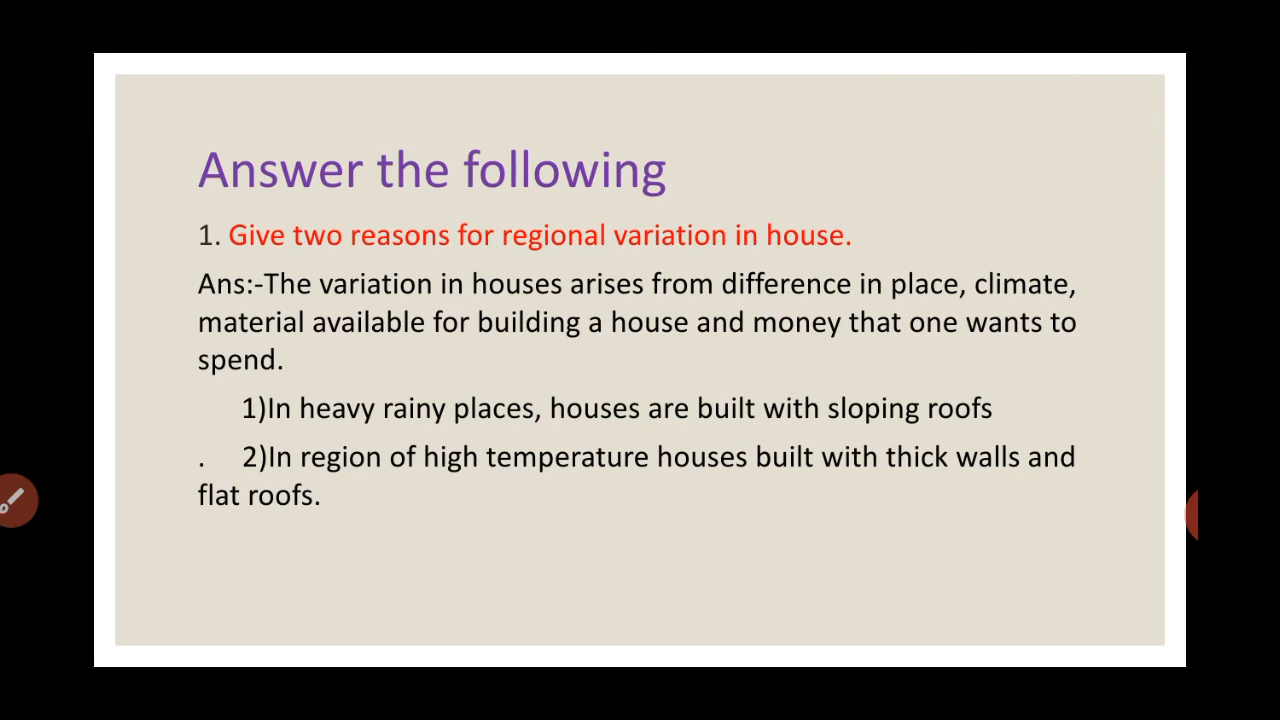 Answer the following
1. Give two reasons for regional variation in house.
Ans:-The variation in houses arises from difference in place, climate,
material available for building a house and money that one wants to
spend.
1)In heavy rainy places, houses are built with sloping roofs
. 2)In region of high temperature houses built with thick walls and
flat roofs.